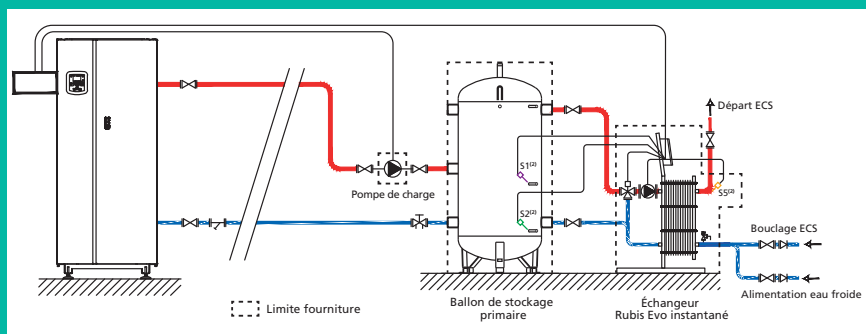 Départ ECS
S1(2)
S5(2)
Pompe de charge
S2(2)
Bouclage ECS
Alimentation eau froide
Limite fourniture
Ballon de stockage
primaire
Échangeur
Rubis Evo instantané